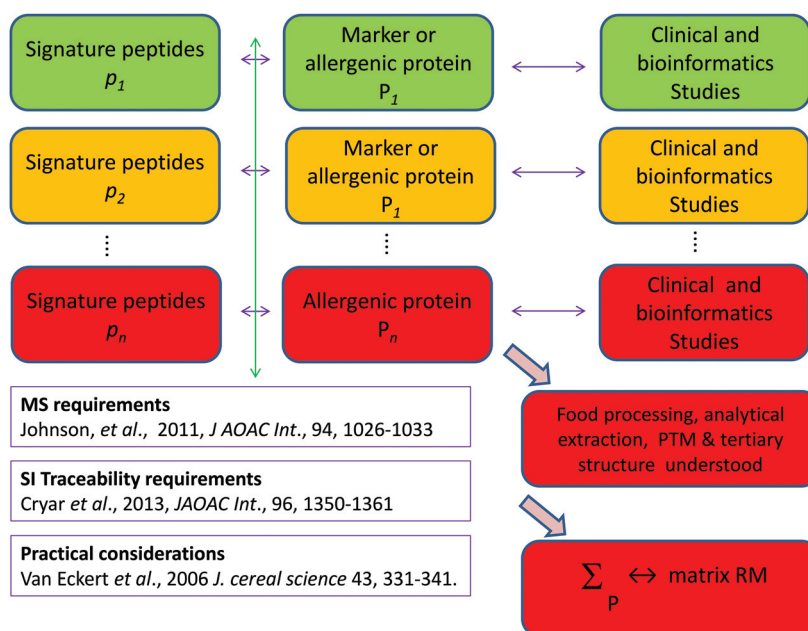 Signature peptides
p1
Marker or
allergenic protein
P1
Clinical and
bioinformatics
Studies
Signature peptides
p2
Marker or
allergenic protein
P1
Clinical and
bioinformatics
Studies
Signature peptides
pn
Allergenic protein
Pn
Clinical and
bioinformatics
Studies
MS requirements
Johnson, et al., 2011, J AOAC Int., 94, 1026-1033
SI Traceability requirements
Cryar et al., 2013, JAOAC Int., 96, 1350-1361
Practical considerations
Van Eckert et al., 2006 J. cereal science 43, 331-341.
Food processing, analytical
extraction, PTM & tertiary
structure understood
∑P ↔ matrix RM